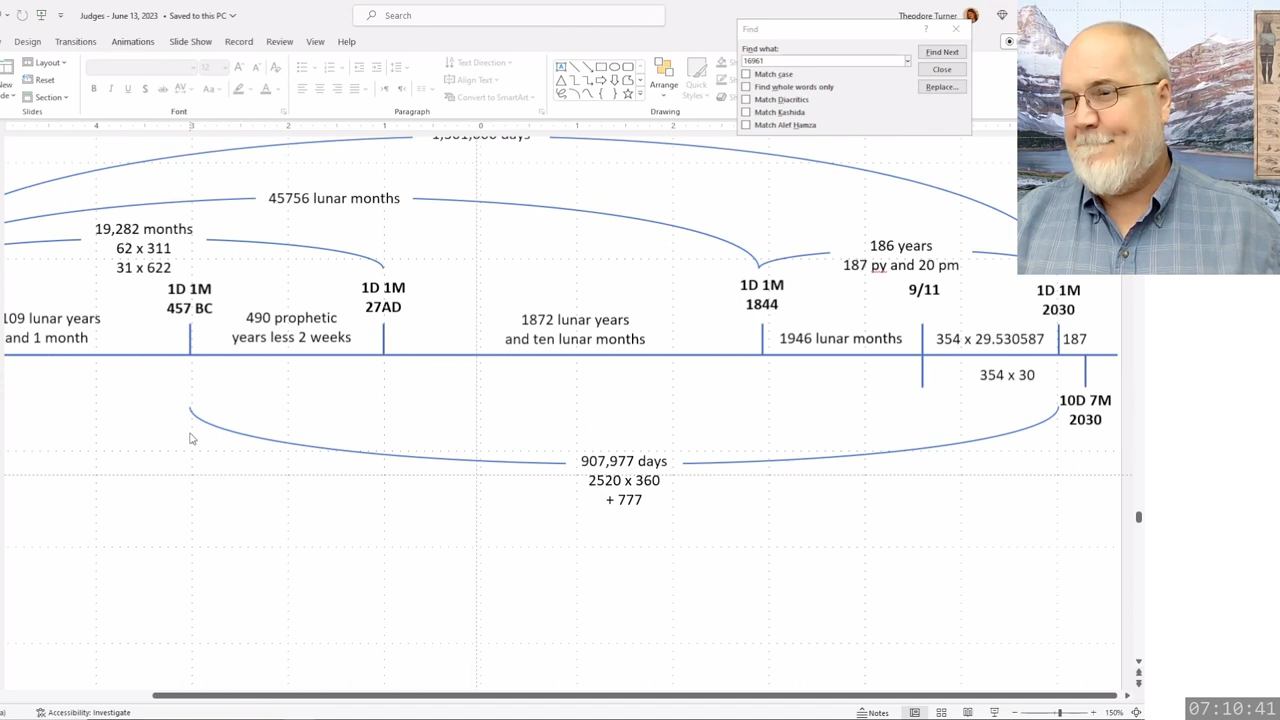 Judges - June 13, 2023 • Saved to this PC
Search
Theodore Turner
Design Transitions Animations Slide Show Record Review View Help
Find
Find what:
16961
Find Next
Close
Replace...
Match case
Find whole words only
Match Diacritics
Match Kashida
Match Alef Hamza
Layout
Reset
Section
Slides
Font
Text Direction
Align Text
Convert to SmartArt
Paragraph
Arrange
Quick
Styles
Drawing
45756 lunar months
19,282 months
62 x 311
31 x 622
186 years
187 py and 20 pm
1D 1M
457 BC
1D 1M
27AD
1D 1M
1844
9/11
1D 1M
2030
109 lunar years
and 1 month
490 prophetic
years less 2 weeks
1872 lunar years
and ten lunar months
1946 lunar months
354 x 29.530587
187
354 x 30
10D 7M
2030
907,977 days
2520 x 360
+ 777
Accessibility: Investigate
Notes
150%
07:10:41